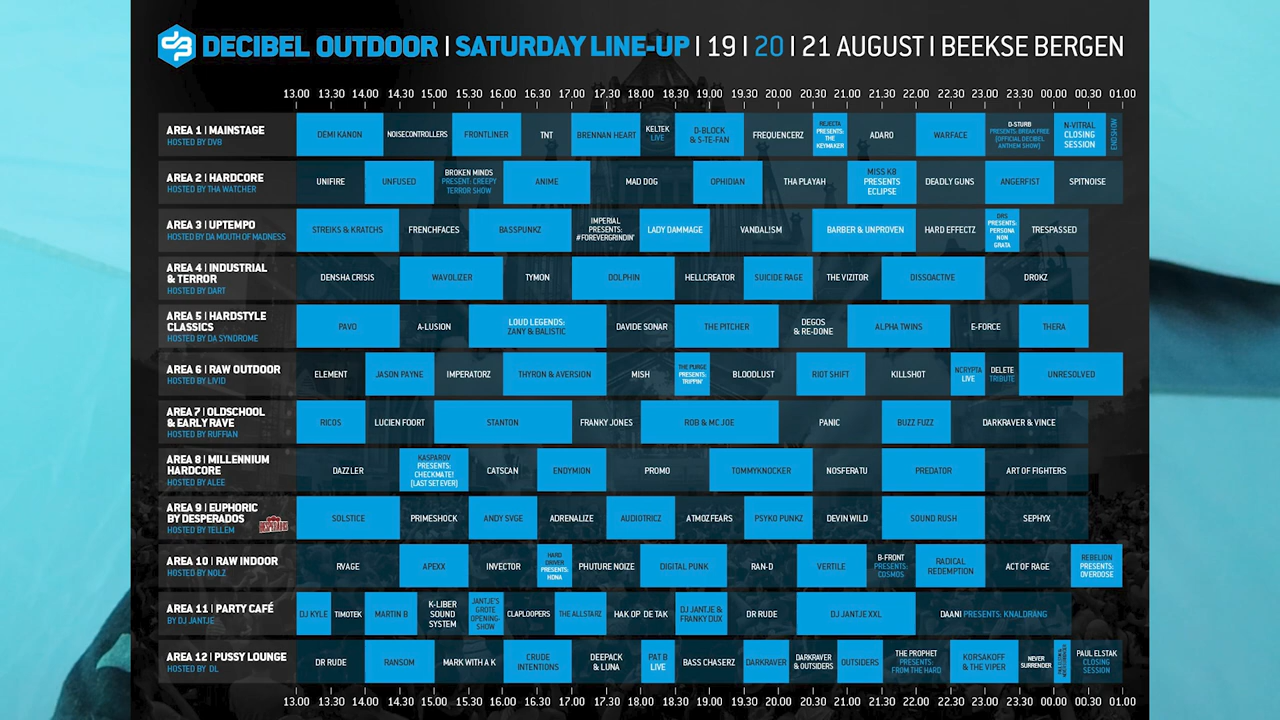 DECIBEL OUTDOOR | SATURDAY LINE-UP | 19 | 20 | 21 AUGUST | BEEKSE BERGEN
13.00 13.30 14.00 14.30 15.00 15.30 16.00 16.30 17.00 17.30 18.00 18.30 19.00 19.30 20.00 20.30 21.00 21.30 22.00 22.30 23.00 23.30 00.00 00.30 01.00
AREA 1 | MAINSTAGE
HOSTED BY DV8
DEMI KANON
NOISECONTROLLERS
FRONTLINER
TNT
BRENNAN HEART
KELTEK
LIVE
D-BLOCK
& S-TE-FAN
FREQUENCERZ
REJECTA
PRESENTS:
THE
KEYMAKER
ADARO
WARFACE
D-STURB
PRESENTS: BREAK FREE
(OFFICIAL DECIBEL
ANTHEM SHOW)
N-VITRAL
CLOSING
SESSION
ENDSHOW
AREA 2 | HARDCORE
HOSTED BY THA WATCHER
UNIFIRE
UNFUSED
BROKEN MINDS
PRESENT: CREEPY
TERROR SHOW
ANIME
MAD DOG
OPHIDIAN
THA PLAYAH
MISS K8
PRESENTS
ECLIPSE
DEADLY GUNS
ANGERFIST
SPITNOISE
AREA 3 | UPTEMPO
HOSTED BY DA MOUTH OF MADNESS
STREIKS & KRATCHS
FRENCHFACES
BASSPUNKZ
IMPERIAL
PRESENTS:
#FOREVERGRINDIN'
LADY DAMMAGE
VANDAL!SM
BARBER & UNPROVEN
HARD EFFECTZ
DRS
PRESENTS:
PERSONA
NON
GRATA
TRESPASSED
AREA 4 | INDUSTRIAL
& TERROR
HOSTED BY DART
DENSHA CRISIS
WAVOLIZER
TYMON
DOLPHIN
HELLCREATOR
SUICIDE RAGE
THE VIZITOR
DISSOACTIVE
DROKZ
AREA 5 | HARDSTYLE
CLASSICS
HOSTED BY DA SYNDROME
PAVO
A-LUSION
LOUD LEGENDS:
ZANY & BALISTIC
DAVIDE SONAR
THE PITCHER
DEGOS
& RE-DONE
ALPHA TWINS
E-FORCE
THERA
AREA 6 | RAW OUTDOOR
HOSTED BY LIVID
ELEMENT
JASON PAYNE
IMPERATORZ
THYRON & AVERSION
MISH
THE PURGE
PRESENTS:
TRIPPIN'
BLOODLUST
RIOT SHIFT
KILLSHOT
NCRYPTA
LIVE
DELETE
TRIBUTE
UNRESOLVED
AREA 7 | OLDSCHOOL
& EARLY RAVE
HOSTED BY RUFFIAN
RICOS
LUCIEN FOORT
STANTON
FRANKY JONES
ROB & MC JOE
PANIC
BUZZ FUZZ
DARKRAVER & VINCE
AREA 8 | MILLENNIUM
HARDCORE
HOSTED BY ALEE
DAZZLER
KASPAROV
PRESENTS:
CHECKMATE!
(LAST SET EVER)
CATSCAN
ENDYMION
PROMO
TOMMYKNOCKER
NOSFERATU
PREDATOR
ART OF FIGHTERS
AREA 9 | EUPHORIC
BY DESPERADOS
HOSTED BY TELLEM
SOLSTICE
PRIMESHOCK
ANDY SVGE
ADRENALIZE
AUDIOTRICZ
ATMOZFEARS
PSYKO PUNKZ
DEVIN WILD
SOUND RUSH
SEPHYX
AREA 10 | RAW INDOOR
HOSTED BY NOLZ
RVAGE
APEXX
INVECTOR
HARD
DRIVER
PRESENTS:
HDNA
PHUTURE NOIZE
DIGITAL PUNK
RAN-D
VERTILE
B-FRONT
PRESENTS:
COSMOS
RADICAL
REDEMPTION
ACT OF RAGE
REBELION
PRESENTS:
OVERDOSE
AREA 11 | PARTY CAFÉ
BY DJ JANTJE
DJ KYLE
TIMOTEK
MARTIN B
K-LIBER
SOUND
SYSTEM
JANTJE'S
GROTE
OPENING-
SHOW
CLAPLOOPERS
THE ALLSTARZ
HAK OP DE TAK
DJ JANTJE &
FRANKY DUX
DR RUDE
DJ JANTJE XXL
DAANI PRESENTS: KNALDRANG
AREA 12 | PUSSY LOUNGE
HOSTED BY DL
DR RUDE
RANSOM
MARK WITH A K
CRUDE
INTENTIONS
DEEPACK
& LUNA
PAT B
LIVE
BASS CHASERZ
DARKRAVER
DARKRAVER
& OUTSIDERS
OUTSIDERS
THE PROPHET
PRESENTS:
FROM THE HARD
KORSAKOFF
& THE VIPER
NEVER
SURRENDER
PAUL ELSTAK
CLOSING
SESSION
13.00 13.30 14.00 14.30 15.00 15.30 16.00 16.30 17.00 17.30 18.00 18.30 19.00 19.30 20.00 20.30 21.00 21.30 22.00 22.30 23.00 23.30 00.00 00.30 01.00